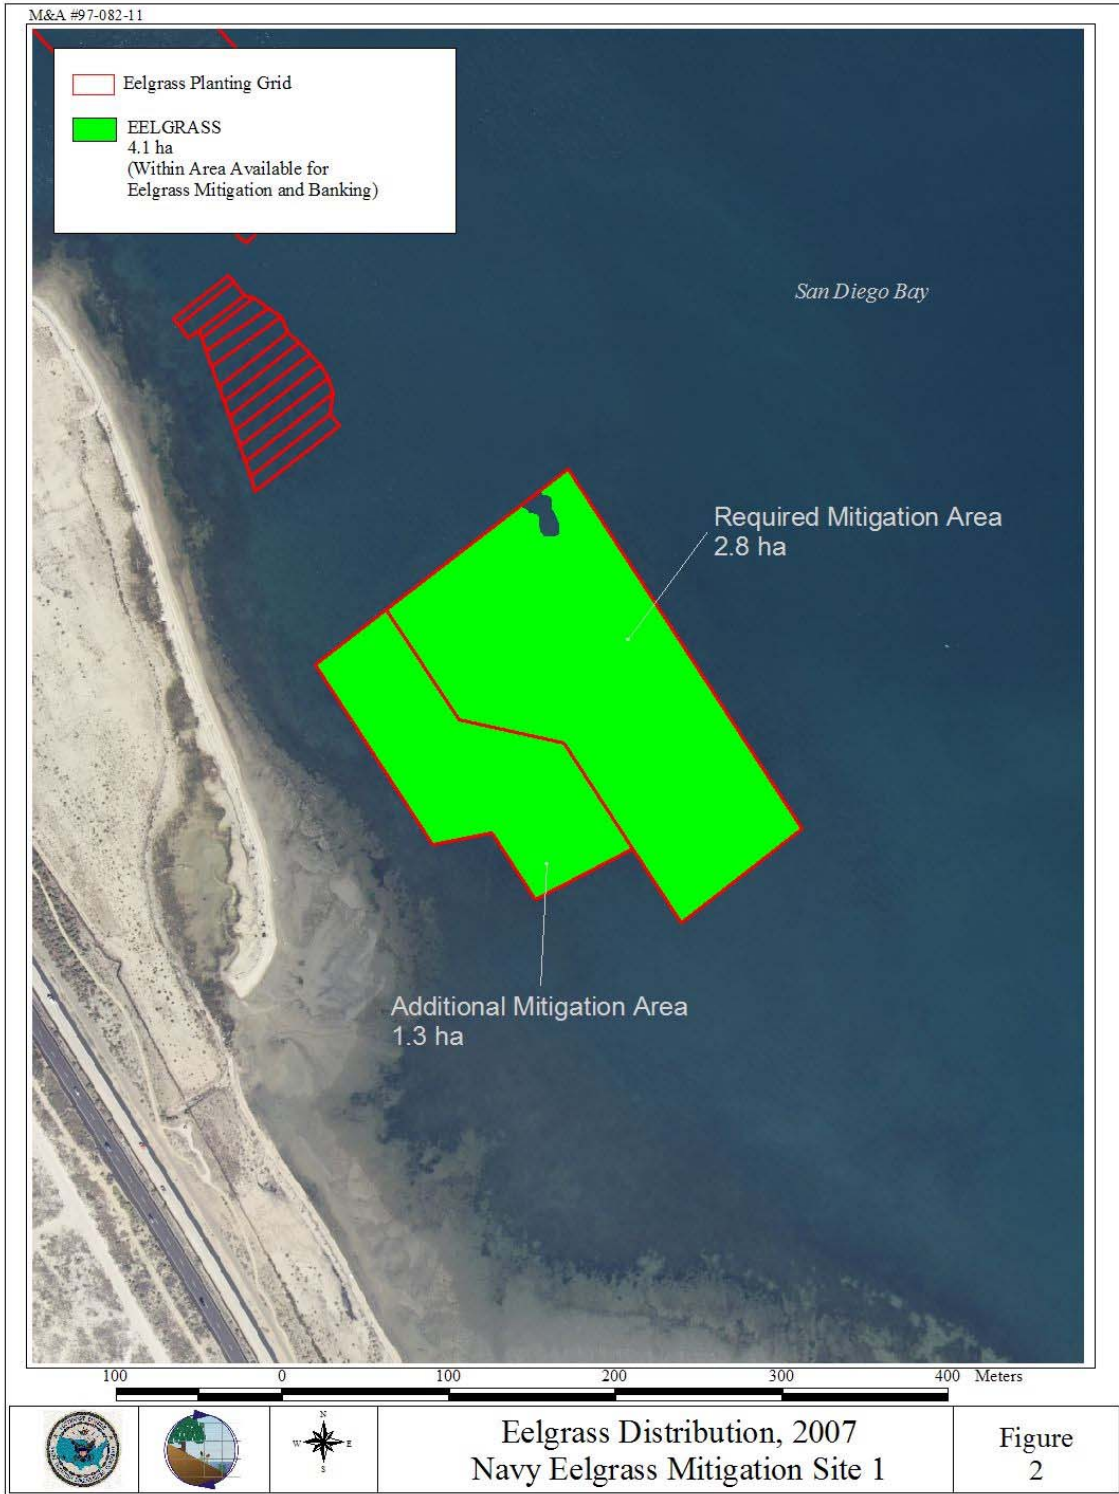 M&A #97-082-11
Eelgrass Planting Grid
EELGRASS
4.1 ha
(Within Area Available for
Eelgrass Mitigation and Banking)
San Diego Bay
Required Mitigation Area
2.8 ha
Additional Mitigation Area
1.3 ha
100 0 100 200 300 400 Meters
N
W E
S
Eelgrass Distribution, 2007
Navy Eelgrass Mitigation Site 1
Figure
2